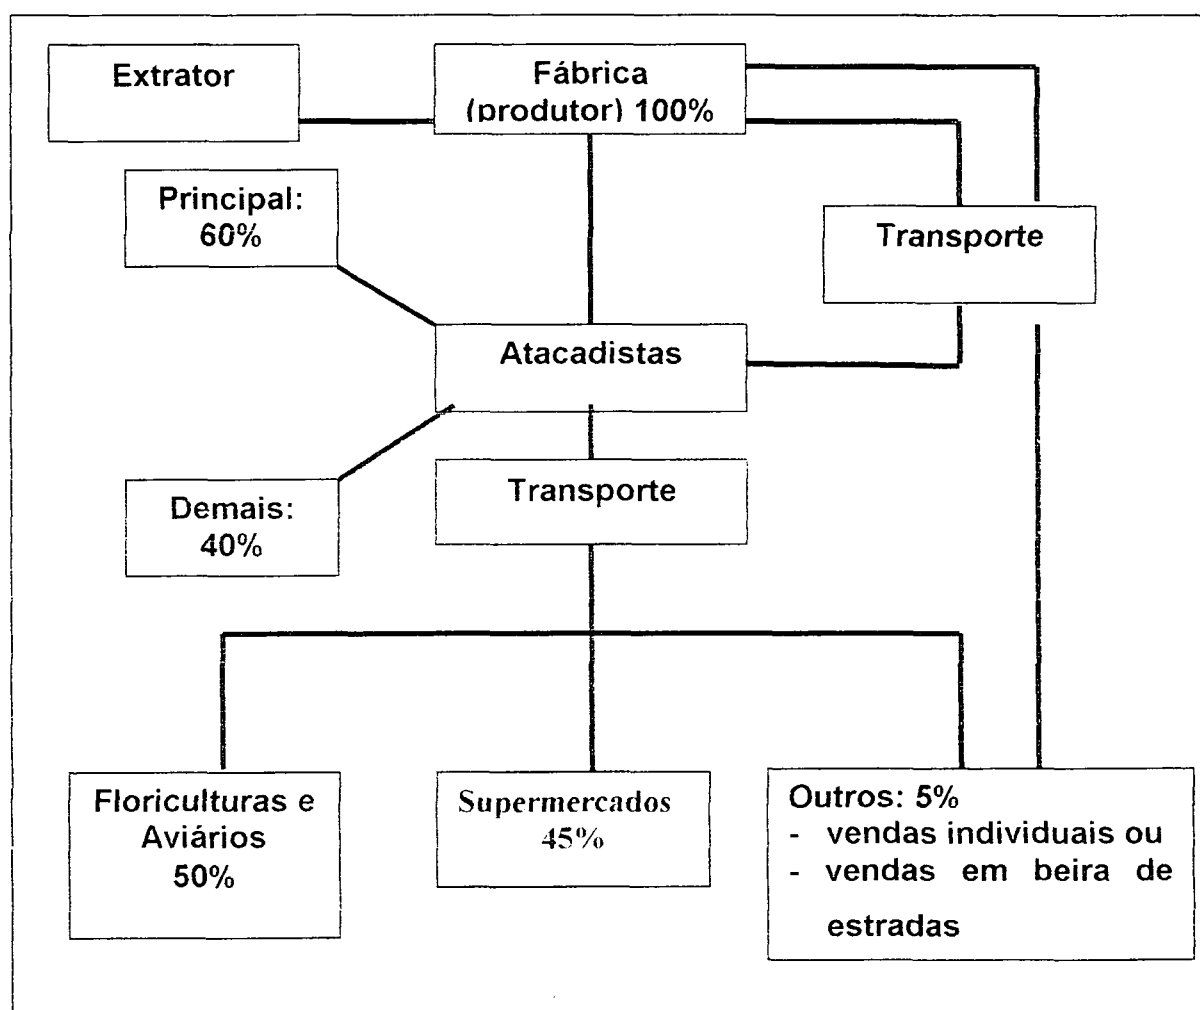 Extrator
Fábrica
(produtor) 100%
Principal:
60%
Transporte
Atacadistas
Demais:
40%
Transporte
Floriculturas e
Aviários
50%
Supermercados
45%
Outros: 5%
- vendas individuais ou
- vendas em beira de
estradas